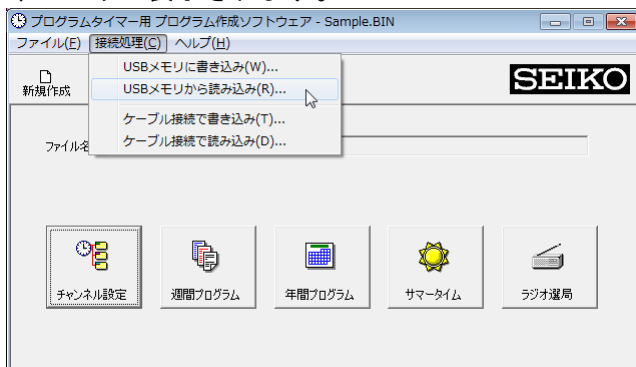 プログラムタイマー用 プログラム作成ソフトウェア - Sample.BIN
ファイル(F) 接続処理(C) ヘルプ(H)
USBメモリに書き込み(W)...
USBメモリから読み込み(R)...
ケーブル接続で書き込み(T)...
ケーブル接続で読み込み(D)...
新規作成
SEIKO
ファイル名
チャンネル設定 週間プログラム 年間プログラム サマータイム ラジオ選局